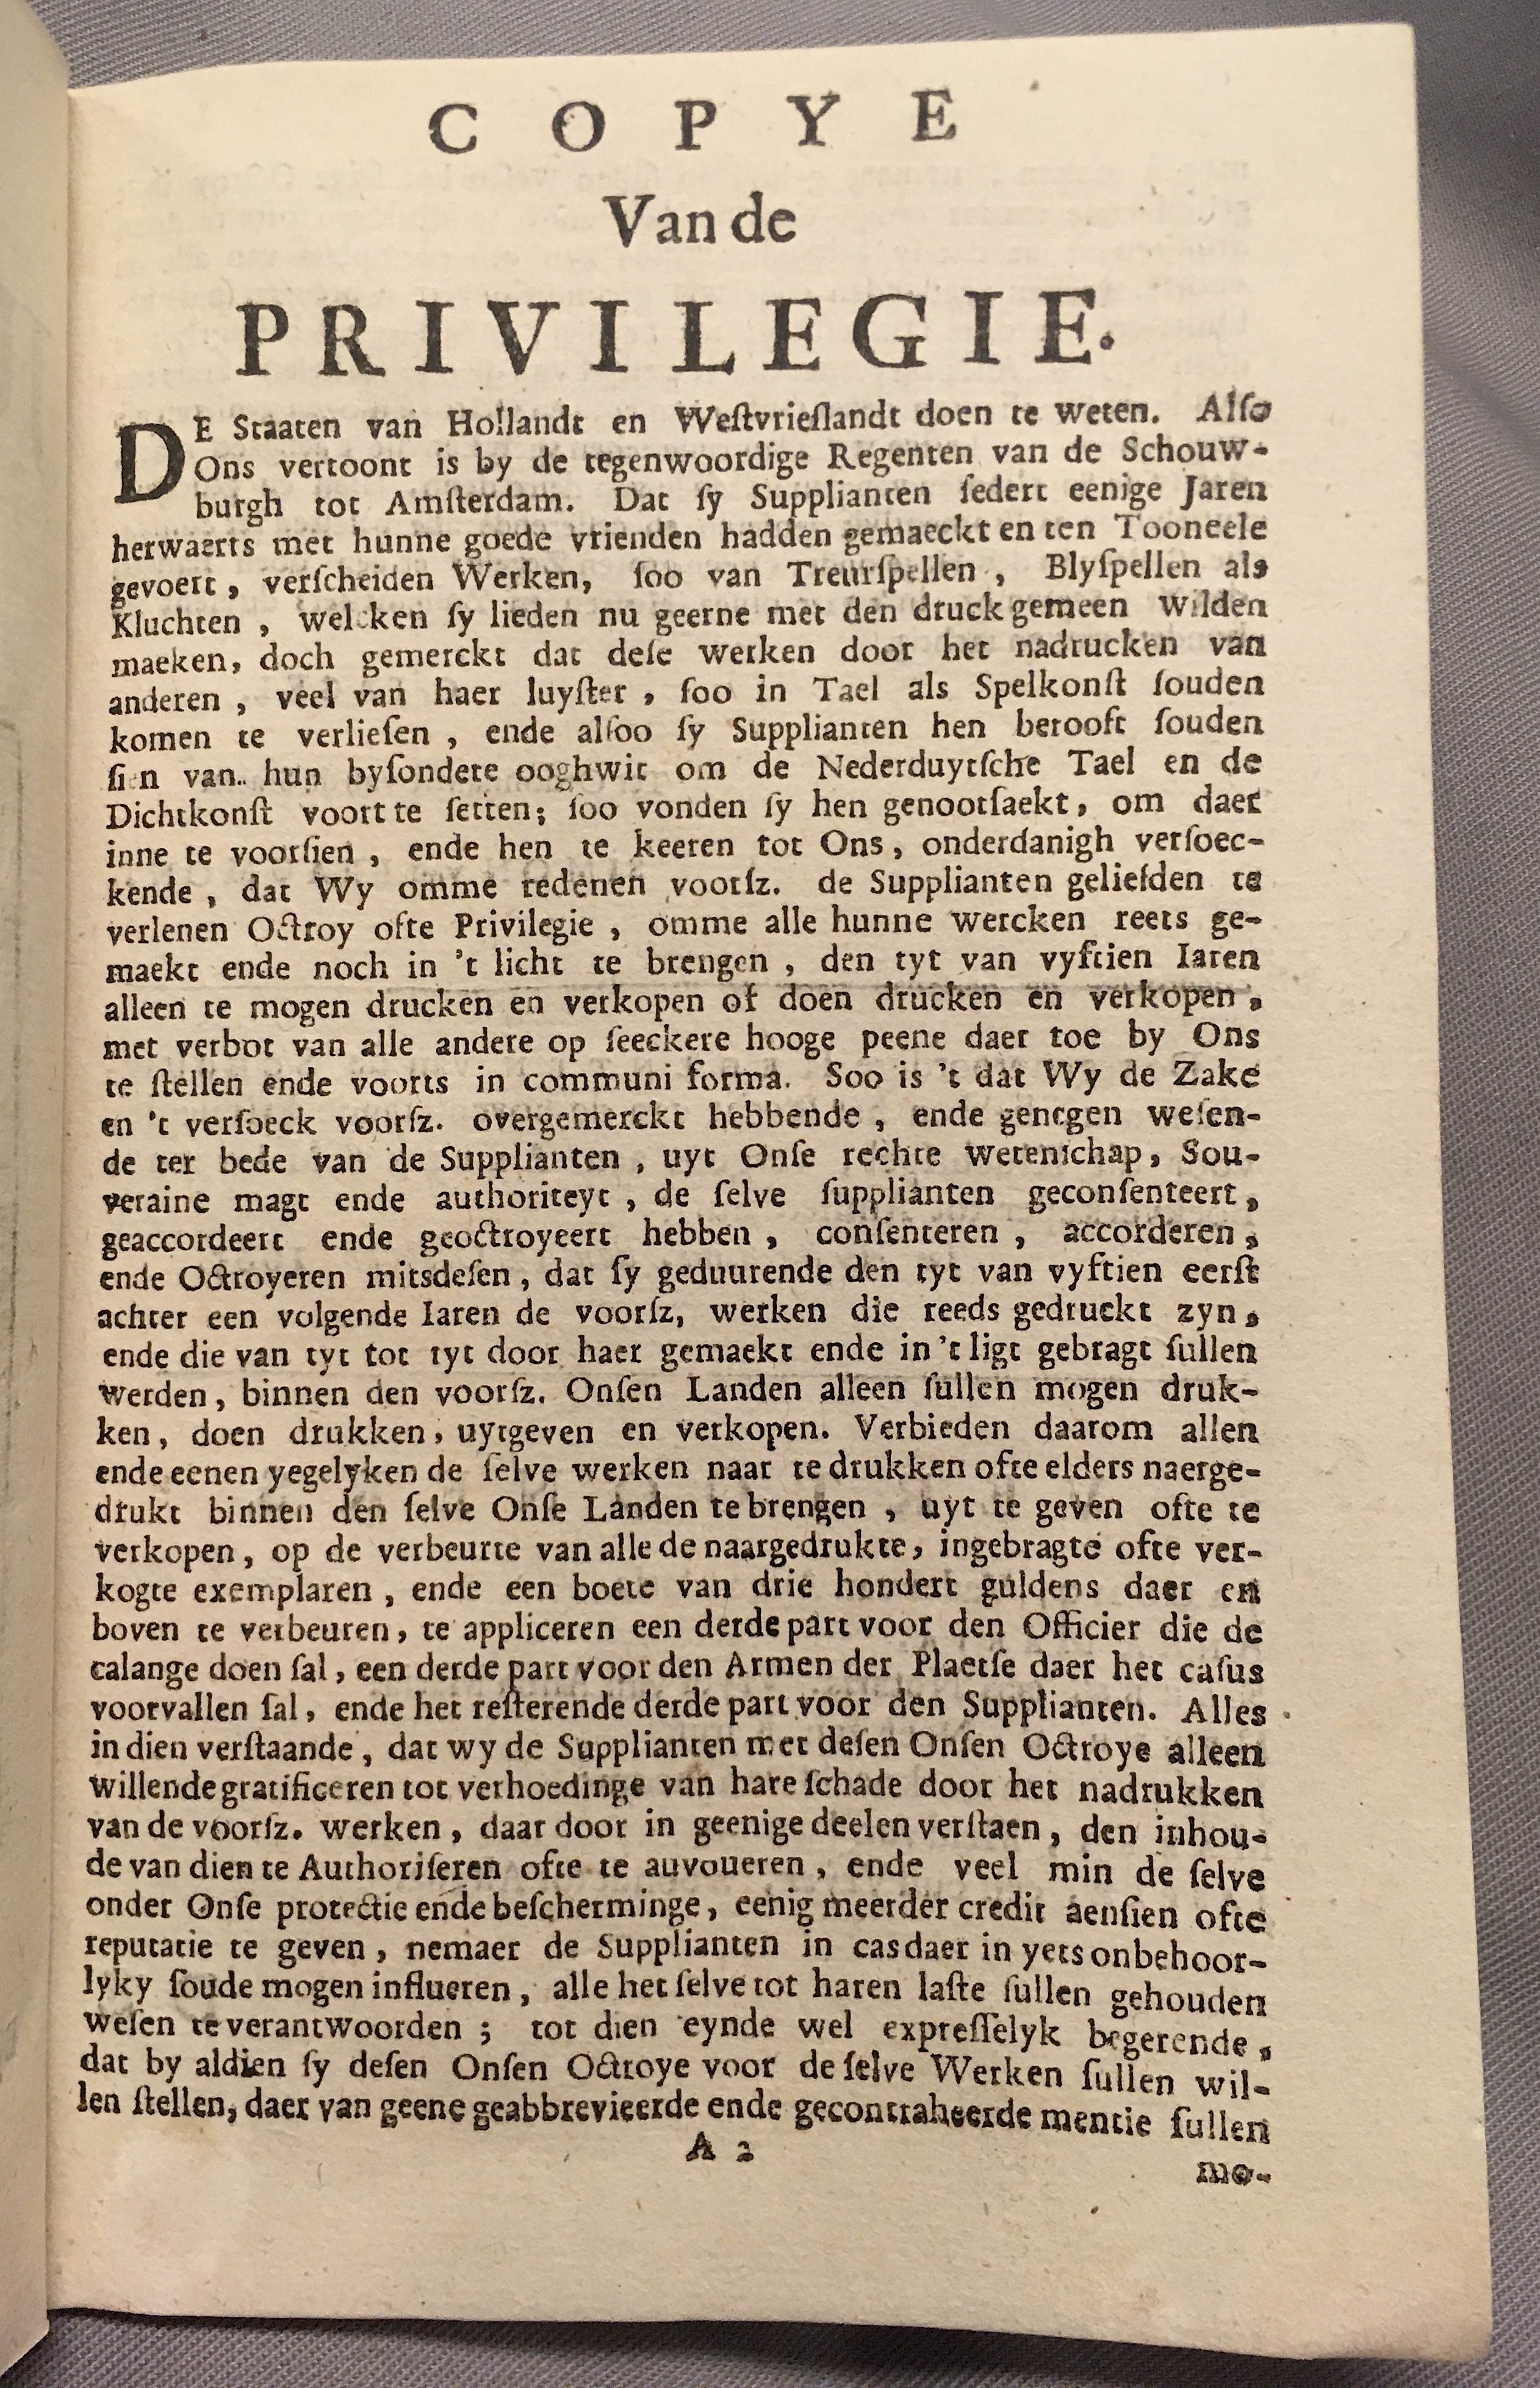 COPYE
Van de
PRIVILEGIE.
DE Staaten van Hollandt en Weſtvrieſlandt doen te weten. Alſo
Ons vertoont is by de tegenwoordige Regenten van de Schouw-
burgh tot Amſterdam. Dat ſy Supplianten ſedert eenige Jaren
herwaerts met hunne goede vrienden hadden gemaeckt en ten Tooneele
gevoert, verſcheiden Werken, ſoo van Treurſpellen, Blyſpellen als
Kluchten, welcken ſy lieden nu geerne met den druck gemeen wilden
maeken, doch gemerckt dat deſe werken door het nadrucken van
anderen, veel van haer luyſter, ſoo in Tael als Spelkonſt ſouden
komen te verlieſen, ende alſoo ſy Supplianten hen berooft ſouden
ſien van hun byſondere ooghwit om de Nederduytſche Tael en de
Dichtkonſt voort te ſetten; ſoo vonden ſy hen genootſaekt, om daer
inne te voorſien, ende hen te keeren tot Ons, onderdanigh verſoec-
kende, dat Wy omme redenen voorſz. de Supplianten geliefden te
verlenen Octroy ofte Privilegie, omme alle hunne wercken reets ge-
maekt ende noch in 't licht te brengen, den tyt van vyftien Iaren
alleen te mogen drucken en verkopen of doen drucken en verkopen,
met verbot van alle andere op ſeeckere hooge peene daer toe by Ons
te ſtellen ende voorts in communi forma. Soo is 't dat Wy de Zake
en 't verſoeck voorſz. overgemerckt hebbende, ende genegen weſen-
de ter bede van de Supplianten, uyt Onſe rechte wetenſchap, Sou-
veraine magt ende authoriteyt, de ſelve ſupplianten geconſenteert,
geaccordeert ende geoctroyeert hebben, conſenteren, accorderen,
ende Octroyeren mitsdeſen, dat ſy geduurende den tyt van vyftien eerſt
achter een volgende Iaren de voorſz, werken die reeds gedruckt zyn,
ende die van tyt tot tyt door haer gemaekt ende in 't ligt gebragt ſullen
werden, binnen den voorſz. Onſen Landen alleen ſullen mogen druk-
ken, doen drukken, uytgeven en verkopen. Verbieden daarom allen
ende eenen yegelyken de ſelve werken naar te drukken ofte elders naerge-
drukt binnen den ſelve Onſe Landen te brengen, uyt te geven ofte te
verkopen, op de verbeurte van alle de naargedrukte, ingebragte ofte ver-
kogte exemplaren, ende een boete van drie hondert guldens daer en
boven te verbeuren, te appliceren een derde part voor den Officier die de
calange doen ſal, een derde part voor den Armen der Plaetſe daer het caſus
voorvallen ſal, ende het reſterende derde part voor den Supplianten. Alles
in dien verſtaande, dat wy de Supplianten met deſen Onſen Octroye alleen
willende gratificeren tot verhoedinge van hare ſchade door het nadrukken
van de voorſz. werken, daar door in geenige deelen verſtaen, den inhou-
de van dien te Authoriſeren ofte te auvoueren, ende veel min de ſelve
onder Onſe protectie ende beſcherminge, eenig meerder credit aenſien ofte
reputatie te geven, nemaer de Supplianten in cas daer in yets onbehoor-
lyky ſoude mogen influeren, alle het ſelve tot haren laſte ſullen gehouden
weſen te verantwoorden; tot dien eynde wel expreſſelyk begerende,
dat by aldien ſy deſen Onſen Octroye voor de ſelve Werken ſullen wil-
len ſtellen, daer van geene geabbrevieerde ende gecontraheerde mentie ſullen
A 2
mo-